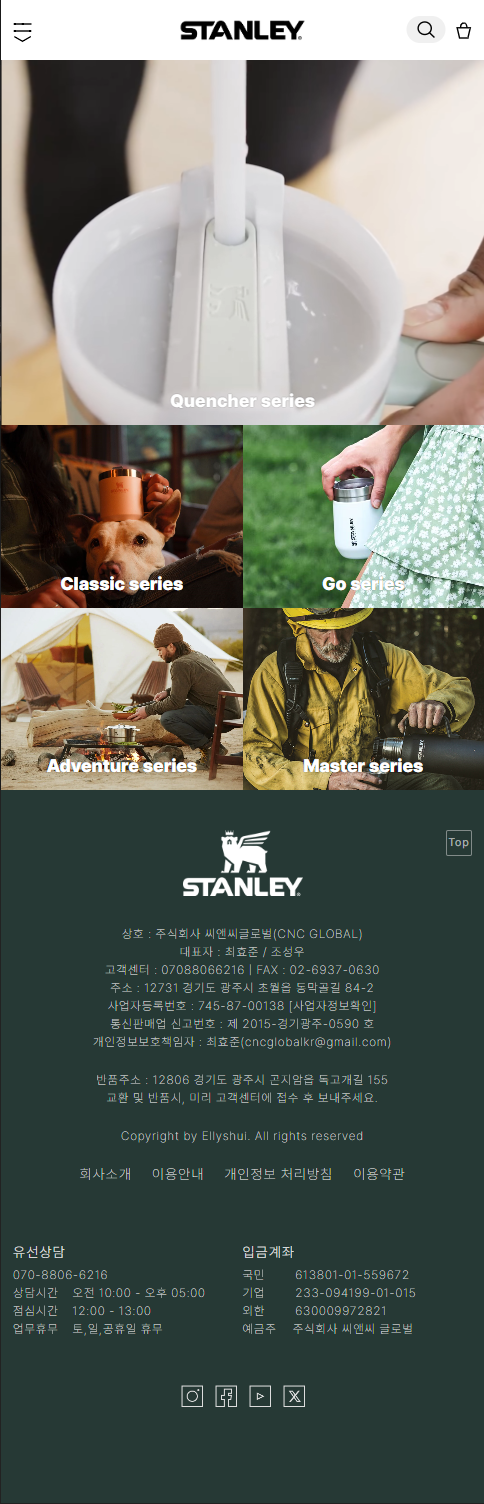 STANLEY
Quencher series
Classic series
Go series
STANLEY
Adventure series
Master series
STANLEY
Top
STANLEY
상호 : 주식회사 씨엔씨글로벌(CNC GLOBAL)
대표자 : 최효준 / 조성우
고객센터 : 07088066216 | FAX : 02-6937-0630
주소 : 12731 경기도 광주시 초월읍 동막골길 84-2
사업자등록번호 : 745-87-00138 [사업자정보확인]
통신판매업 신고번호 : 제 2015-경기광주-0590 호
개인정보보호책임자 : 최효준(cncglobalkr@gmail.com)
반품주소 : 12806 경기도 광주시 곤지암읍 독고개길 155
교환 및 반품시, 미리 고객센터에 접수 후 보내주세요.
Copyright by Ellyshui. All rights reserved
회사소개 이용안내 개인정보 처리방침 이용약관
유선상담
070-8806-6216
상담시간 오전 10:00 - 오후 05:00
점심시간 12:00 - 13:00
업무휴무 토,일,공휴일 휴무
입금계좌
국민 613801-01-559672
기업 233-094199-01-015
외환 630009972821
예금주 주식회사 씨앤씨 글로벌